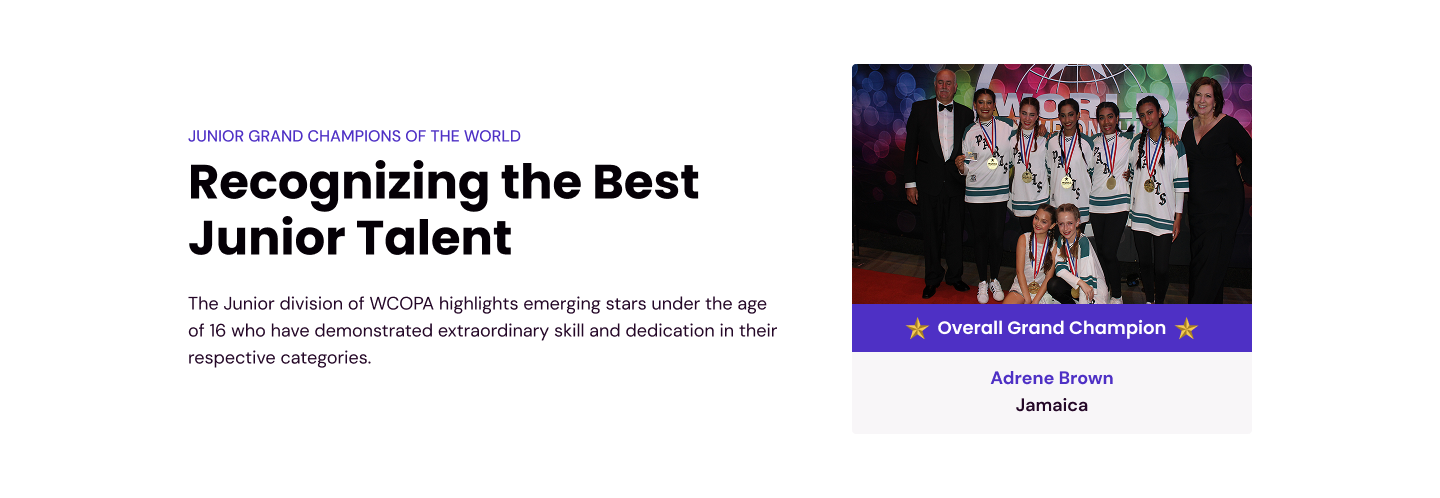 JUNIOR GRAND CHAMPIONS OF THE WORLD
Recognizing the Best
Junior Talent
The Junior division of WCOPA highlights emerging stars under the age
of 16 who have demonstrated extraordinary skill and dedication in their
respective categories.
WORLD
Overall Grand Champion
Adrene Brown
Jamaica